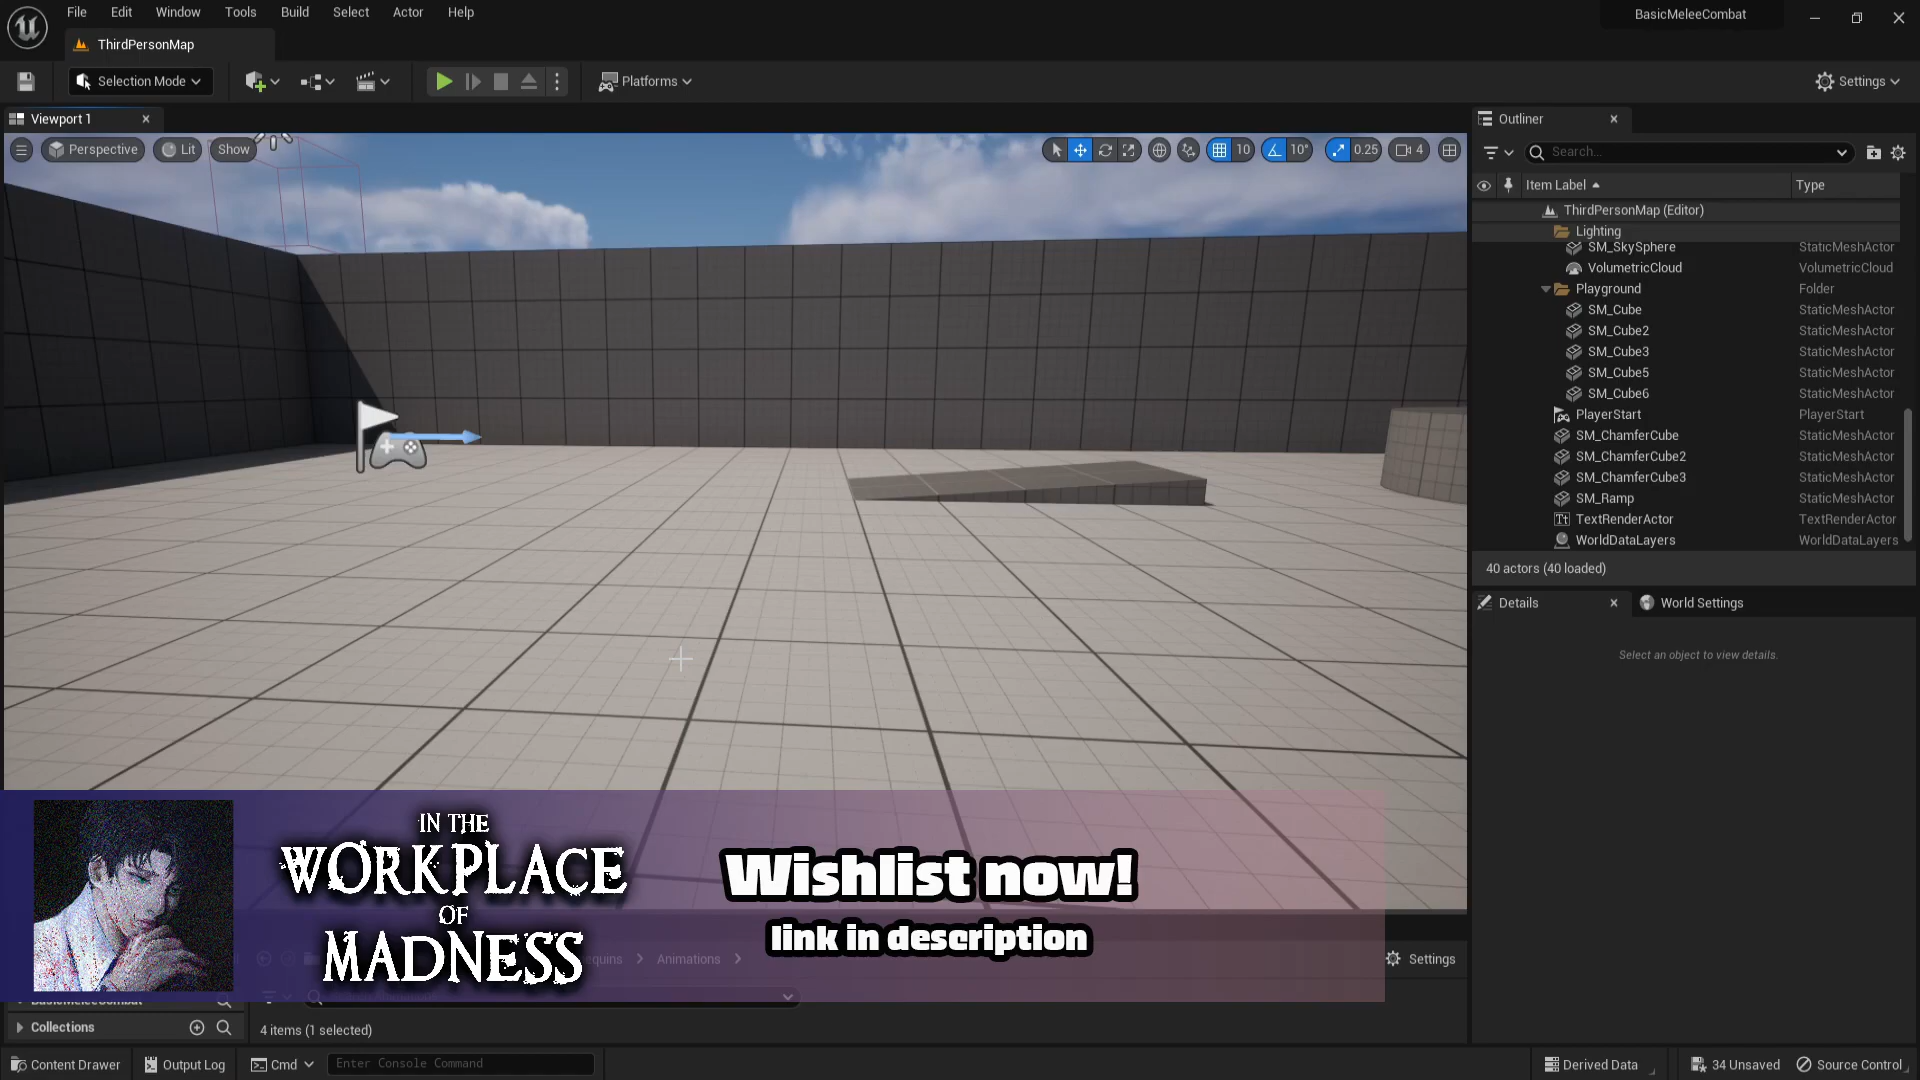 File Edit Window Tools Build Select Actor Help
BasicMeleeCombat
ThirdPersonMap
Selection Mode
Platforms
Settings
Viewport 1
Perspective Lit Show
10 10° 0.25 4
Outliner
Search...
Item Label Type
ThirdPersonMap (Editor)
Lighting
SM_SkySphere StaticMeshActor
VolumetricCloud VolumetricCloud
Playground Folder
SM_Cube StaticMeshActor
SM_Cube2 StaticMeshActor
SM_Cube3 StaticMeshActor
SM_Cube5 StaticMeshActor
SM_Cube6 StaticMeshActor
PlayerStart PlayerStart
SM_ChamferCube StaticMeshActor
SM_ChamferCube2 StaticMeshActor
SM_ChamferCube3 StaticMeshActor
SM_Ramp StaticMeshActor
TextRenderActor TextRenderActor
WorldDataLayers WorldDataLayers
40 actors (40 loaded)
Details World Settings
Select an object to view details.
IN THE
WORKPLACE
OF
MADNESS
Wishlist now!
link in description
Animations
Settings
BasicMeleeCombat
Collections
4 items (1 selected)
Content Drawer Output Log Cmd Enter Console Command
Derived Data 34 Unsaved Source Control